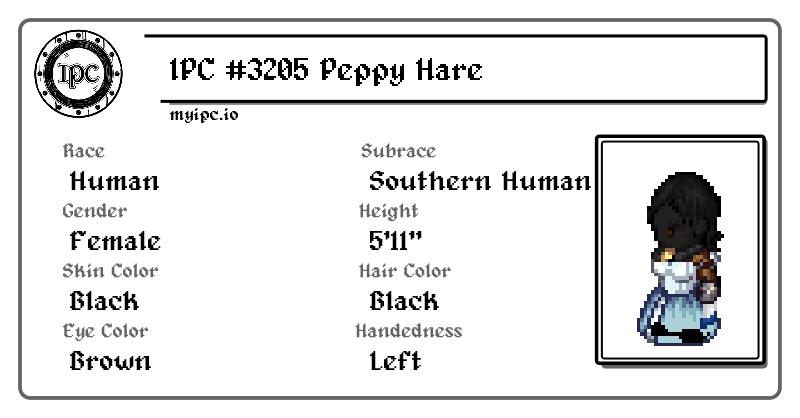 IPC
IPC #3205 Peppy Hare
myipc.io
Race
Human
Subrace
Southern Human
Gender
Female
Height
5'11"
Skin Color
Black
Hair Color
Black
Eye Color
Brown
Handedness
Left